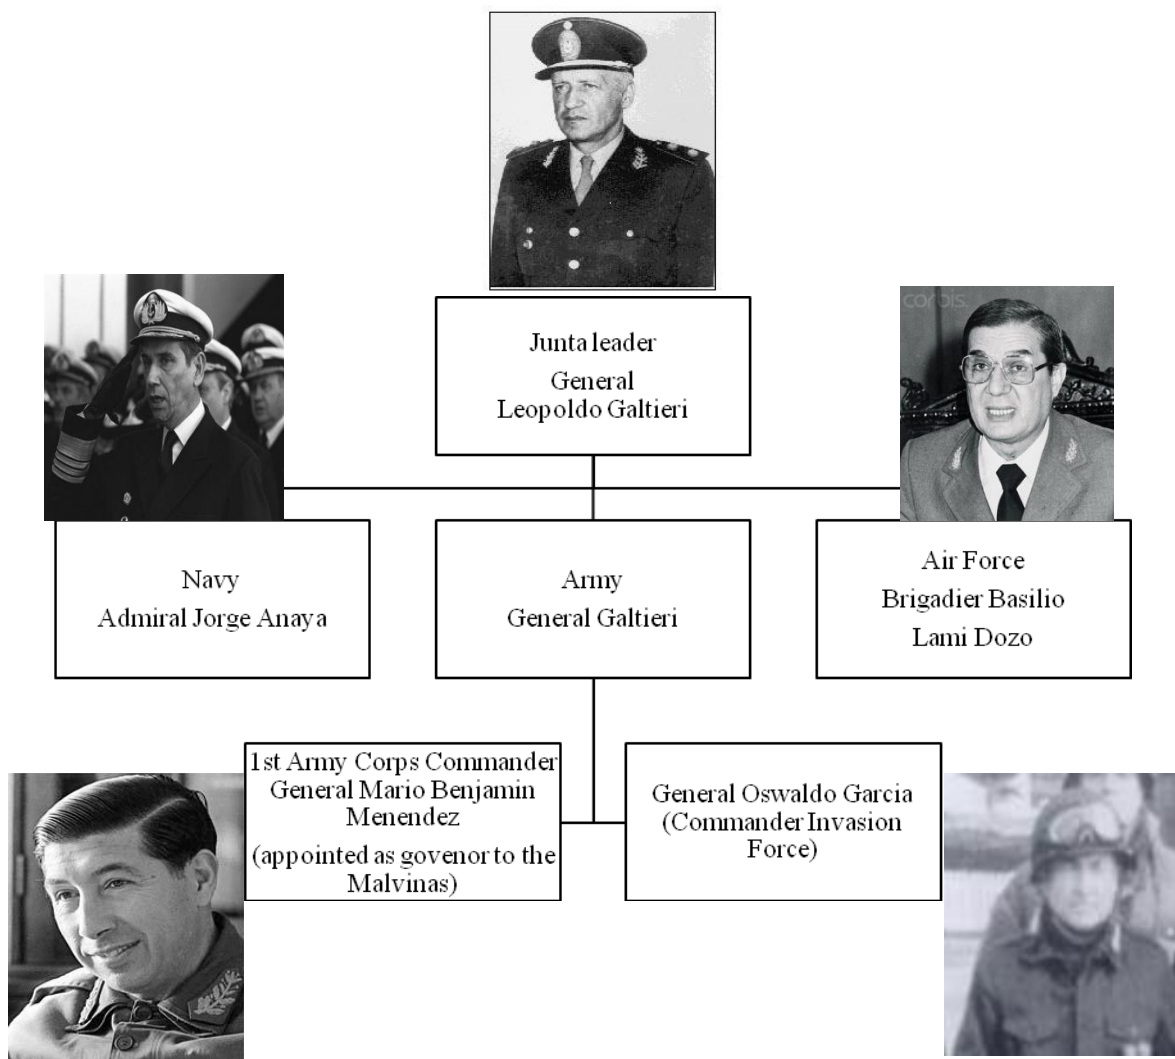 corbis.
Junta leader
General
Leopoldo Galtieri
Navy
Admiral Jorge Anaya
Army
General Galtieri
Air Force
Brigadier Basilio
Lami Dozo
1st Army Corps Commander
General Mario Benjamin
Menendez
(appointed as govenor to the
Malvinas)
General Oswaldo Garcia
(Commander Invasion
Force)